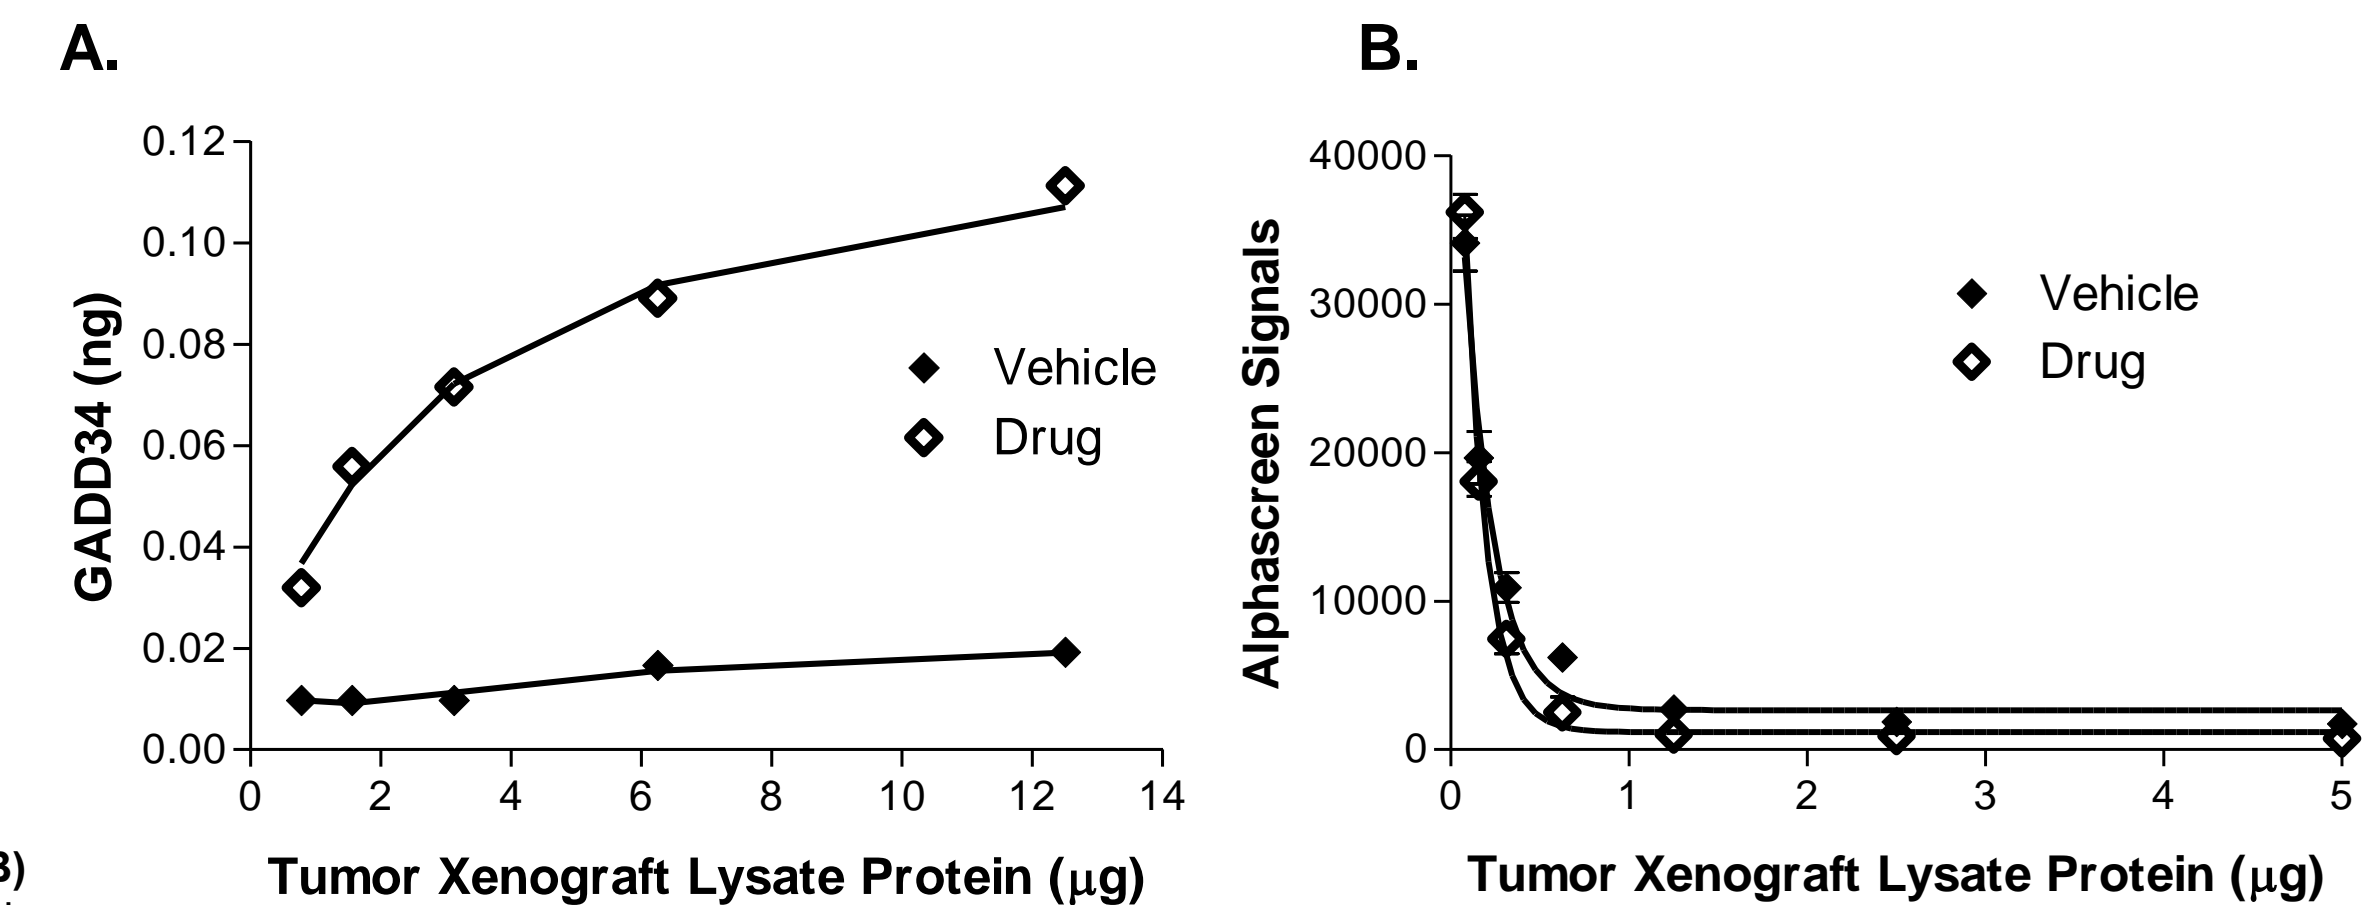 A.
B.
0.12
0.10
0.08
0.06
0.04
0.02
0.00
GADD34 (ng)
Vehicle
Drug
0 2 4 6 8 10 12 14
Tumor Xenograft Lysate Protein (μg)
40000
30000
20000
10000
0
Alphascreen Signals
Vehicle
Drug
0 1 2 3 4 5
Tumor Xenograft Lysate Protein (μg)
3)